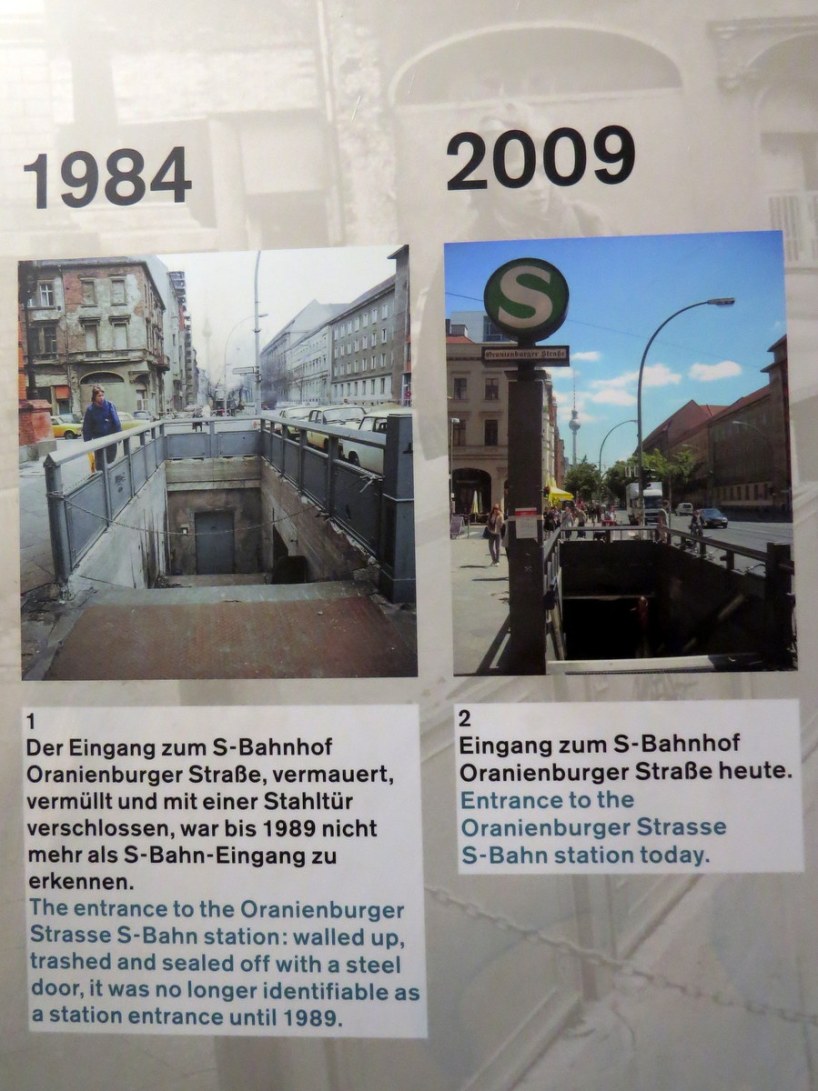 1984
2009
S
Oranienburger Straße
1
Der Eingang zum S-Bahnhof
Oranienburger Straße, vermauert,
vermüllt und mit einer Stahltür
verschlossen, war bis 1989 nicht
mehr als S-Bahn-Eingang zu
erkennen.
The entrance to the Oranienburger
Strasse S-Bahn station: walled up,
trashed and sealed off with a steel
door, it was no longer identifiable as
a station entrance until 1989.
2
Eingang zum S-Bahnhof
Oranienburger Straße heute.
Entrance to the
Oranienburger Strasse
S-Bahn station today.